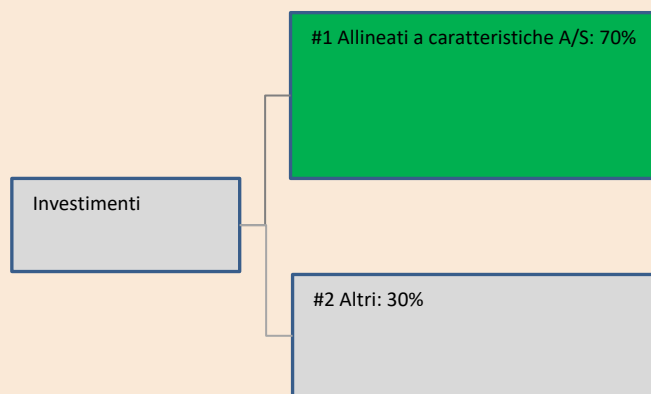 #1 Allineati a caratteristiche A/S: 70%
Investimenti
#2 Altri: 30%